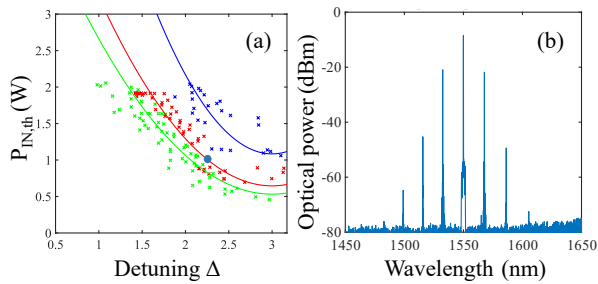 (a)
P_IN,th (W)
3
2.5
2
1.5
1
0.5
0
0.5 1 1.5 2 2.5 3
Detuning Δ
(b)
Optical power (dBm)
0
-20
-40
-60
-80
1450 1500 1550 1600 1650
Wavelength (nm)